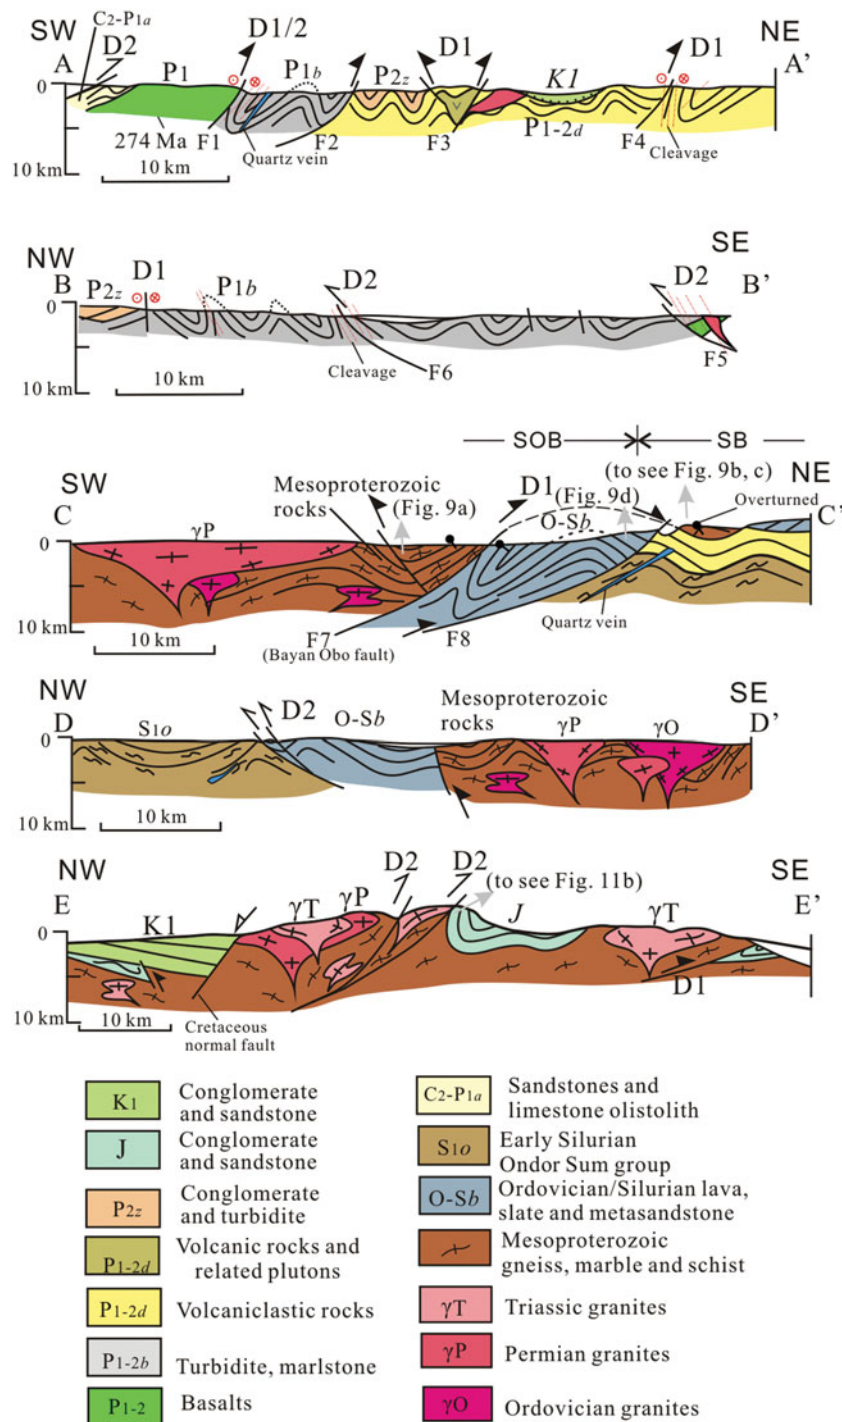 SW
C2-P1a
D2
D1/2
D1
D1
NE
A
P1
P1b
P2z
K1
A'
0
274 Ma
F1
Quartz vein
F2
F3
P1-2d
F4
Cleavage
10 km
10 km
NW
SE
B
P2z
D1
P1b
D2
D2
B'
0
Cleavage
F6
F5
10 km
10 km
SOB
SB
(to see Fig. 9b, c)
SW
NE
Mesoproterozoic
rocks
(Fig. 9a)
D1
(Fig. 9d)
Overturned
C
γP
O-Sb
C'
0
Quartz vein
10 km
10 km
F7
F8
(Bayan Obo fault)
NW
SE
D
S1o
D2
O-Sb
Mesoproterozoic
rocks
γP
γO
D'
0
10 km
10 km
NW
D2
D2
(to see Fig. 11b)
SE
E
K1
γT
γP
J
γT
E'
0
D1
10 km
10 km
Cretaceous
normal fault
K1
Conglomerate
and sandstone
J
Conglomerate
and sandstone
P2z
Conglomerate
and turbidite
P1-2d
Volcanic rocks and
related plutons
P1-2d
Volcaniclastic rocks
P1-2b
Turbidite, marlstone
P1-2
Basalts
C2-P1a
Sandstones and
limestone olistolith
S1o
Early Silurian
Ondor Sum group
O-Sb
Ordovician/Silurian lava,
slate and metasandstone
Mesoproterozoic
gneiss, marble and schist
γT
Triassic granites
γP
Permian granites
γO
Ordovician granites